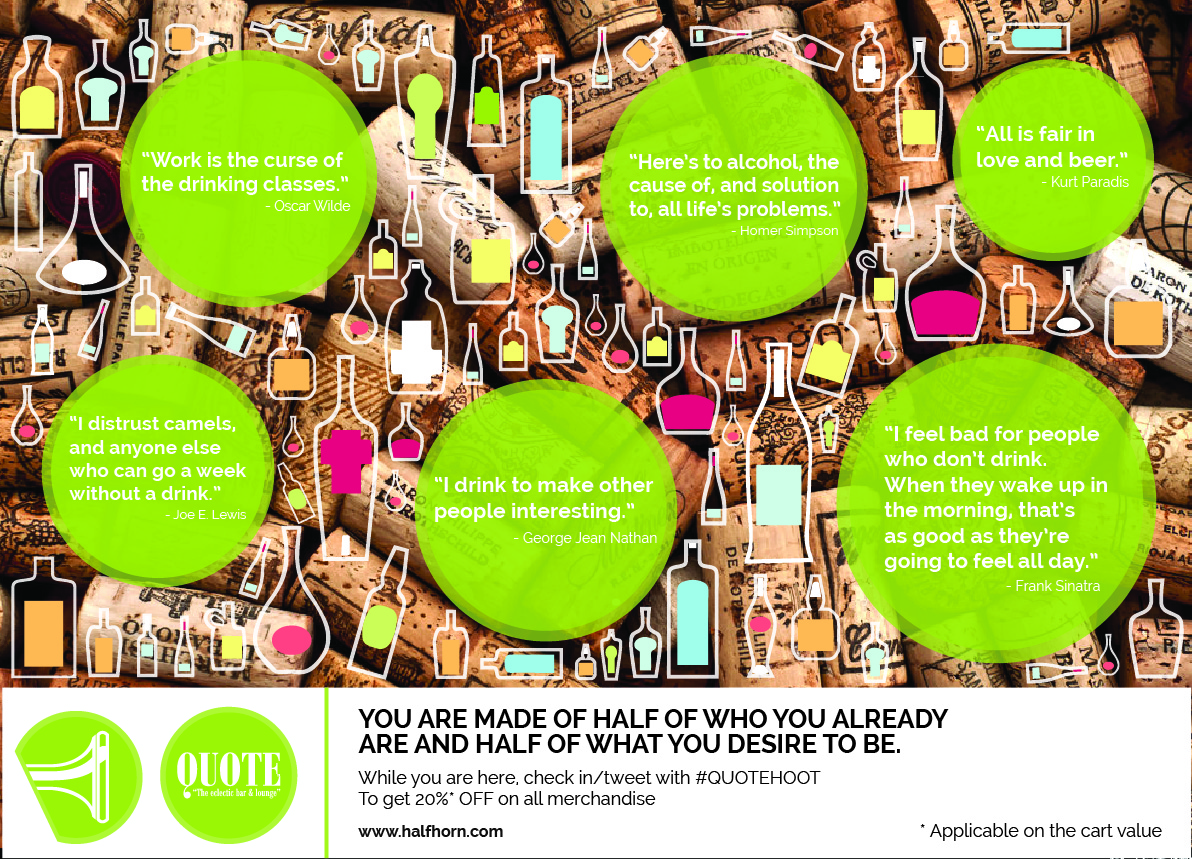 “Work is the curse of
the drinking classes.”
- Oscar Wilde
“Here’s to alcohol, the
cause of, and solution
to, all life’s problems.”
- Homer Simpson
“All is fair in
love and beer.”
- Kurt Paradis
“I distrust camels,
and anyone else
who can go a week
without a drink.”
- Joe E. Lewis
“I drink to make other
people interesting.”
- George Jean Nathan
“I feel bad for people
who don’t drink.
When they wake up in
the morning, that’s
as good as they’re
going to feel all day.”
- Frank Sinatra
QUOTE
"The eclectic bar & lounge"
YOU ARE MADE OF HALF OF WHO YOU ALREADY
ARE AND HALF OF WHAT YOU DESIRE TO BE.
While you are here, check in/tweet with #QUOTEHOOT
To get 20%* OFF on all merchandise
www.halfhorn.com
* Applicable on the cart value